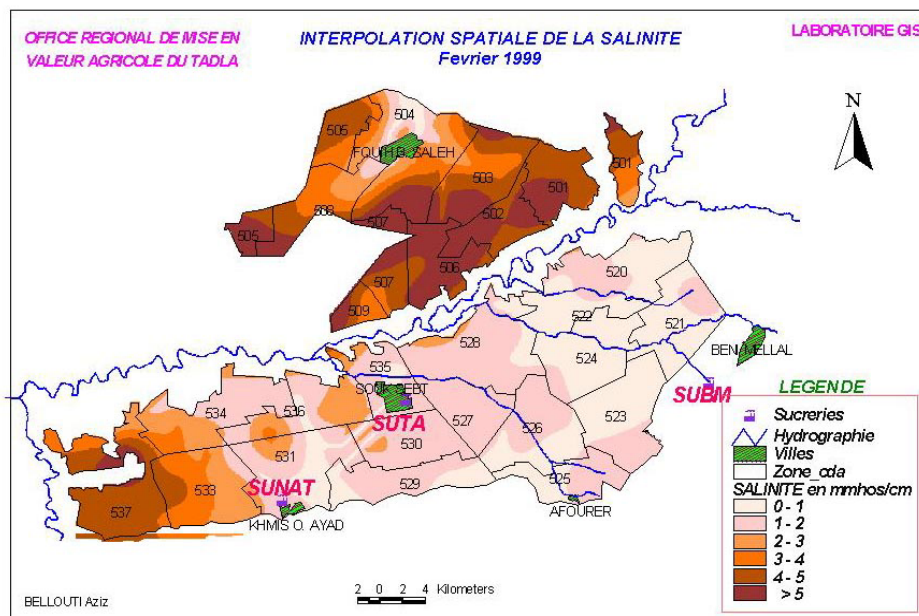 OFFICE REGIONAL DE MISE EN
VALEUR AGRICOLE DU TADLA
INTERPOLATION SPATIALE DE LA SALINITE
Fevrier 1999
LABORATOIRE GIS
N
504
505
FQUIH B. SALEH
503
501
501
508
502
507
505
506
507
509
520
522
521
528
BENI MELLAL
524
535
SOUK SEBT
SUBM
534
536
SUTA
527
526
523
530
531
529
533
SUNAT
525
537
KHMIS O. AYAD
AFOURER
LEGENDE
Sucreries
Hydrographie
Villes
Zone_cda
SALINITE en mmhos/cm
0 - 1
1 - 2
2 - 3
3 - 4
4 - 5
> 5
2 0 2 4 Kilometers
BELLOUTI Aziz